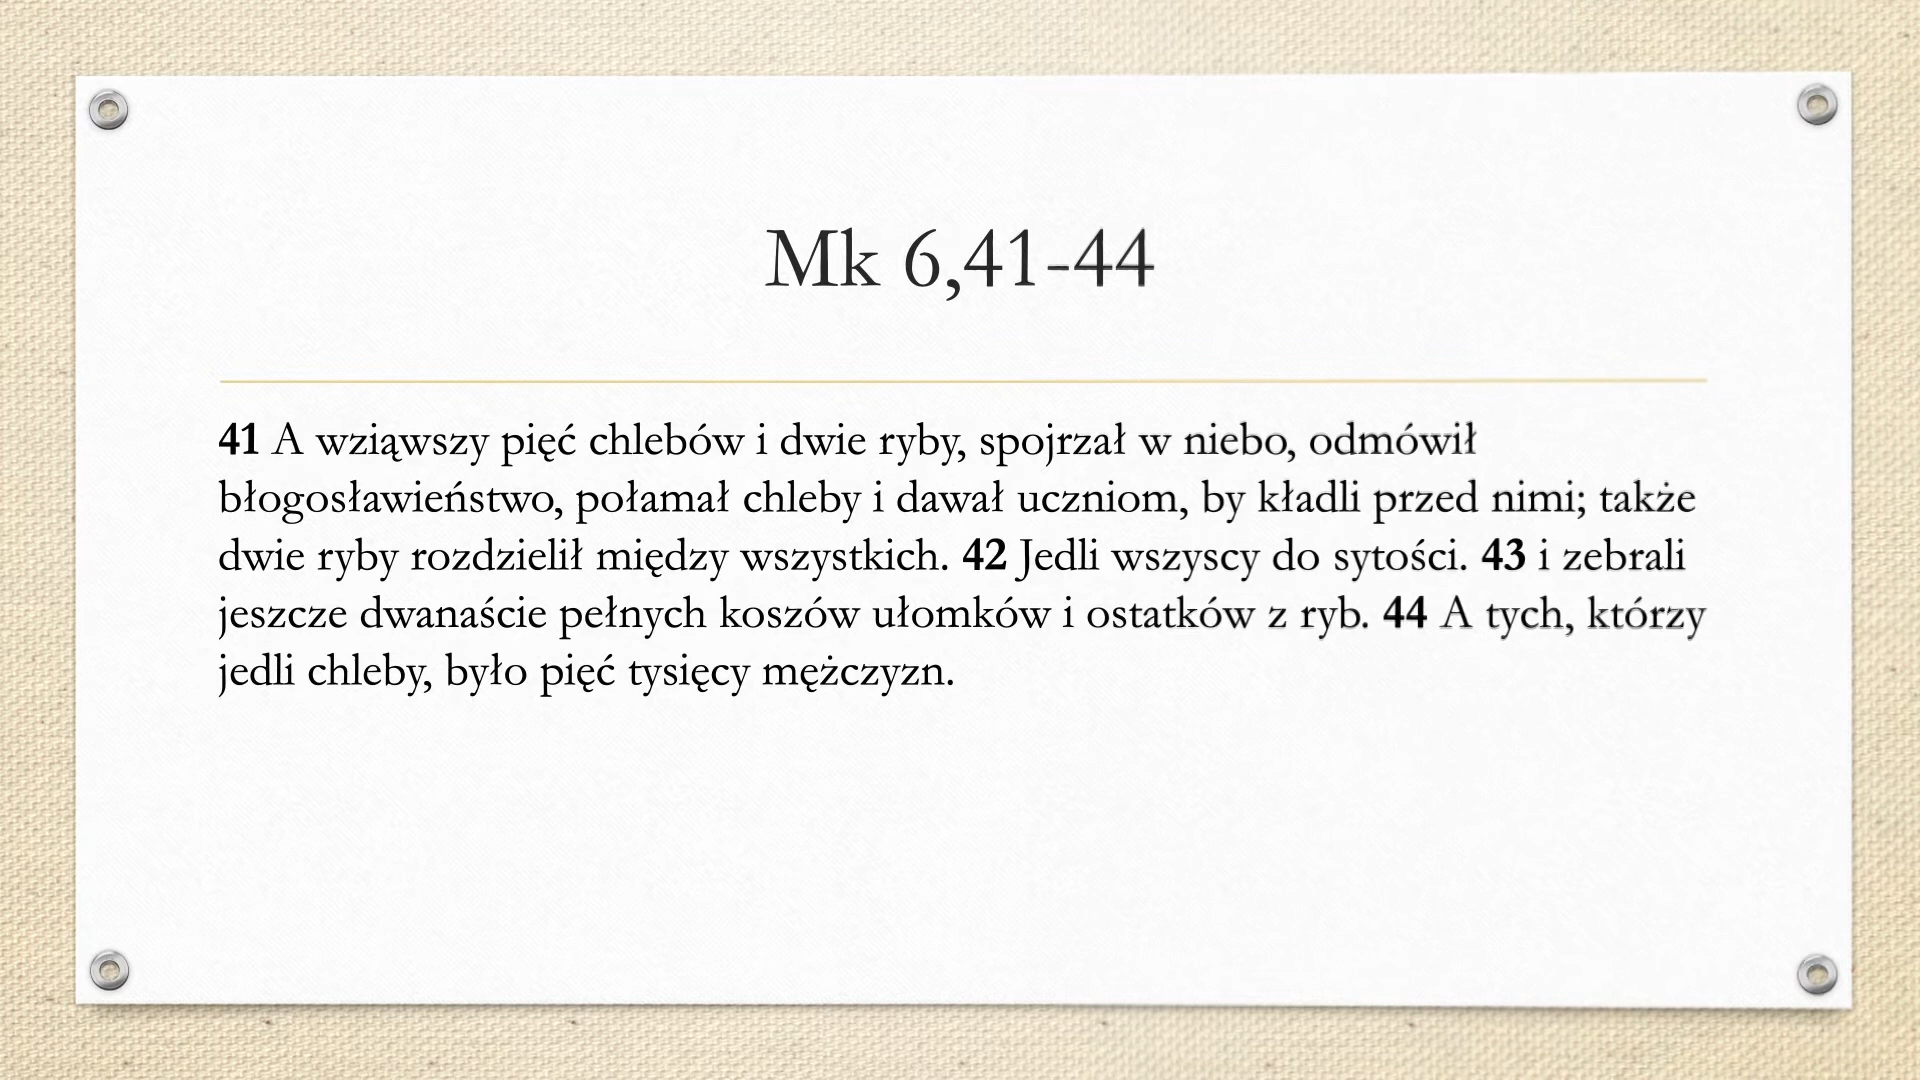 Mk 6,41-44
41 A wziąwszy pięć chlebów i dwie ryby, spojrzał w niebo, odmówił
błogosławieństwo, połamał chleby i dawał uczniom, by kładli przed nimi; także
dwie ryby rozdzielił między wszystkich. 42 Jedli wszyscy do sytości. 43 i zebrali
jeszcze dwanaście pełnych koszów ułomków i ostatków z ryb. 44 A tych, którzy
jedli chleby, było pięć tysięcy mężczyzn.